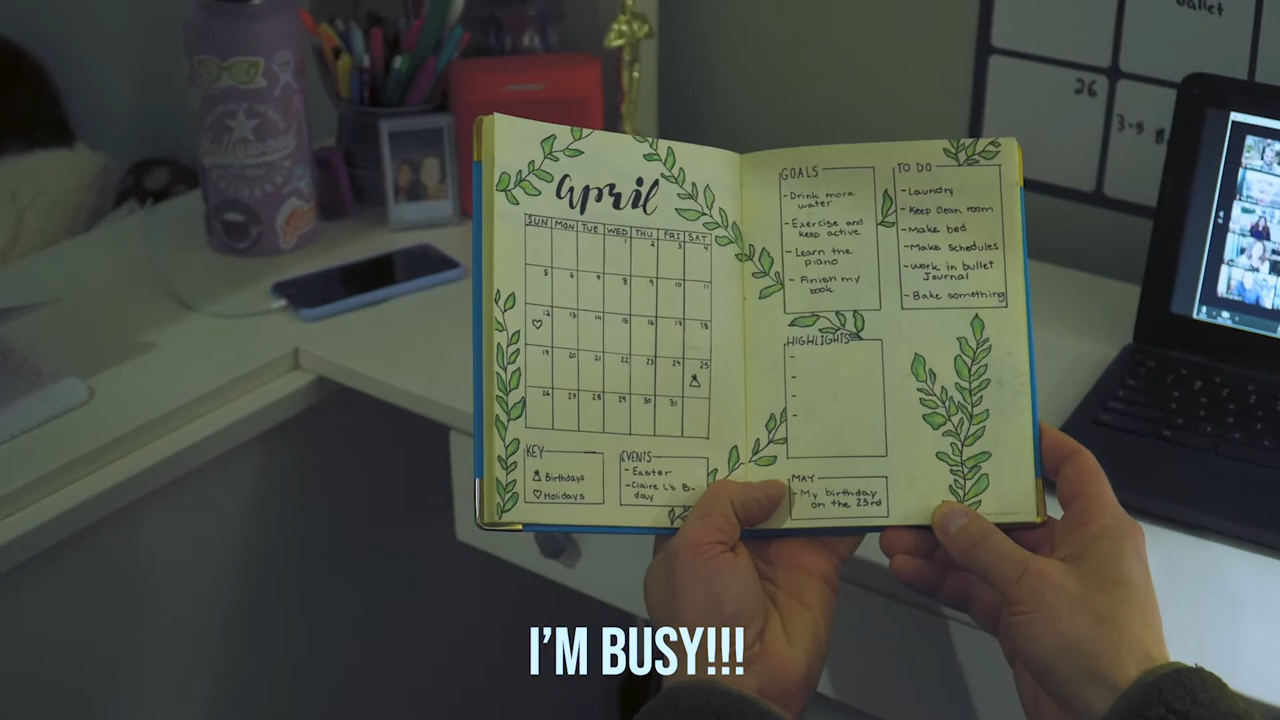 ballet
26
3-9
april
SUN MON TUE WED THU FRI SAT
1 2 3 4
5 6 7 8 9 10 11
12 13 14 15 16 17 18
19 20 21 22 23 24 25
26 27 28 29 30 31
KEY
Birthdays
Holidays
EVENTS
- Easter
- Claire L's B-
day
GOALS
- Drink more
water
- Exercise and
keep active
- Learn the
piano
- Finish my
book
TO DO
- Laundry
- Keep clean room
- Make bed
- Make schedules
- work in bullet
Journal
- Bake something
HIGHLIGHTS
-
-
-
-
MAY
- My birthday
on the 23rd
I'M BUSY!!!